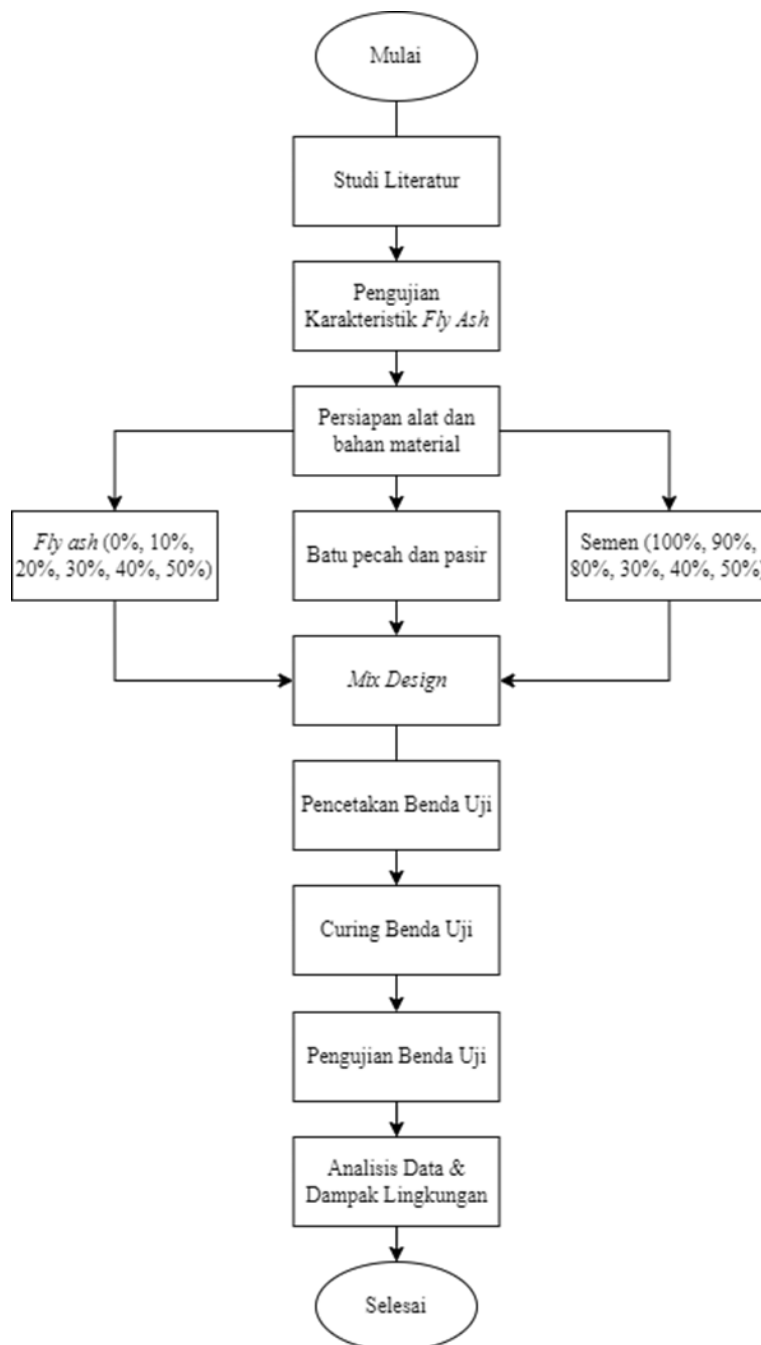 Mulai
Studi Literatur
Pengujian
Karakteristik Fly Ash
Persiapan alat dan
bahan material
Fly ash (0%, 10%,
20%, 30%, 40%, 50%)
Batu pecah dan pasir
Semen (100%, 90%,
80%, 30%, 40%, 50%)
Mix Design
Pencetakan Benda Uji
Curing Benda Uji
Pengujian Benda Uji
Analisis Data &
Dampak Lingkungan
Selesai